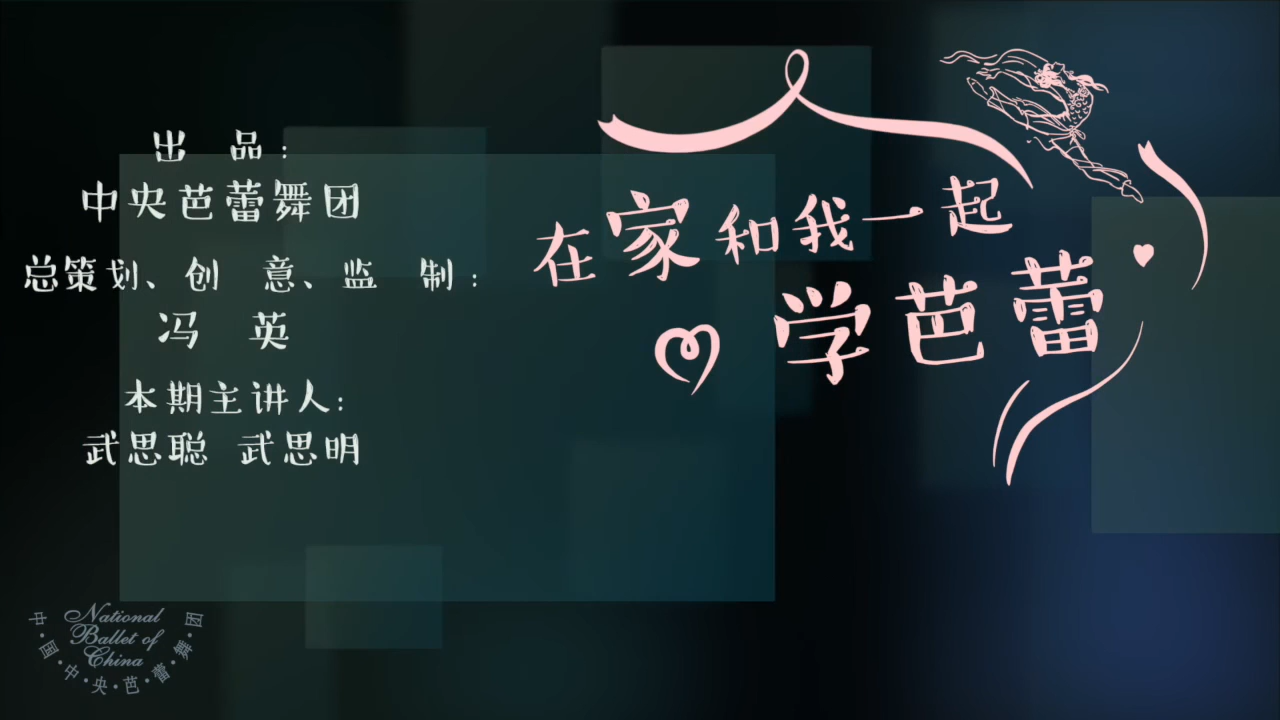 出 品：
中央芭蕾舞团
总策划、创 意、监 制：
冯 英
本期主讲人:
武思聪 武思明
在家和我一起
学芭蕾
National
Ballet of
China
中·国·中·央·芭·蕾·舞·团